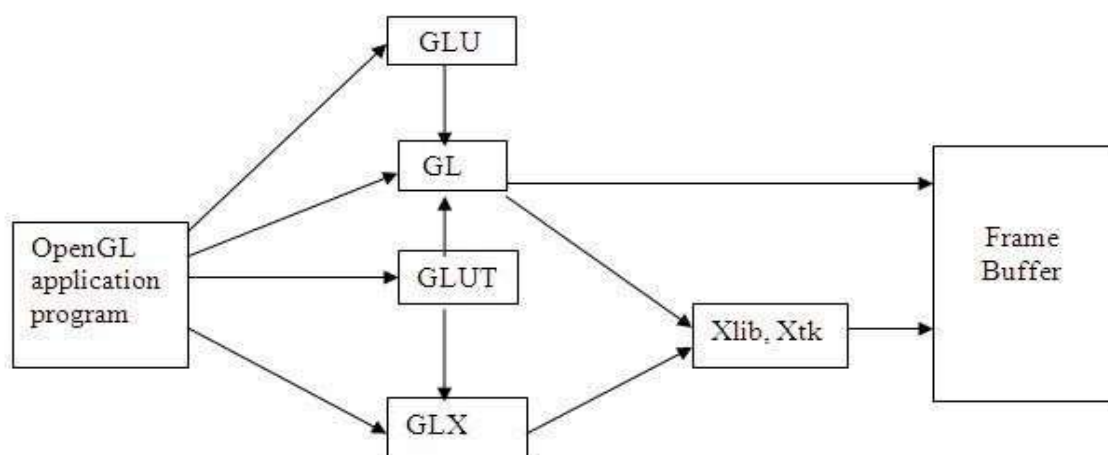 GLU
GL
OpenGL
application
program
GLUT
Frame
Buffer
Xlib, Xtk
GLX